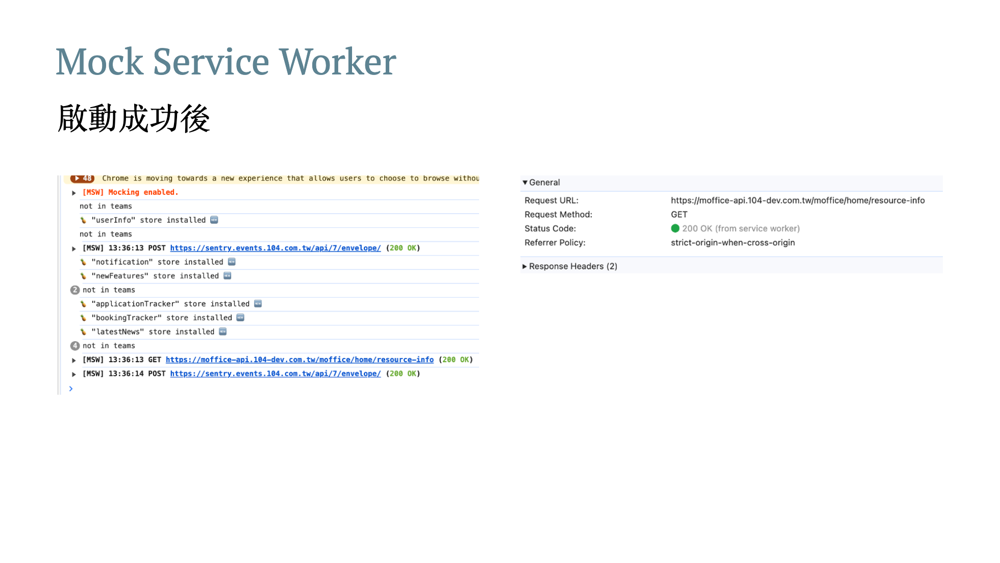 Mock Service Worker
啟動成功後
48 Chrome is moving towards a new experience that allows users to choose to browse withou
[MSW] Mocking enabled.
not in teams
🍍 "userInfo" store installed 🆕
not in teams
[MSW] 13:36:13 POST https://sentry.events.104.com.tw/api/7/envelope/ (200 OK)
🍍 "notification" store installed 🆕
🍍 "newFeatures" store installed 🆕
2 not in teams
🍍 "applicationTracker" store installed 🆕
🍍 "bookingTracker" store installed 🆕
🍍 "latestNews" store installed 🆕
4 not in teams
[MSW] 13:36:13 GET https://moffice-api.104-dev.com.tw/moffice/home/resource-info (200 OK)
[MSW] 13:36:14 POST https://sentry.events.104.com.tw/api/7/envelope/ (200 OK)
General
Request URL: https://moffice-api.104-dev.com.tw/moffice/home/resource-info
Request Method: GET
Status Code: 200 OK (from service worker)
Referrer Policy: strict-origin-when-cross-origin
Response Headers (2)